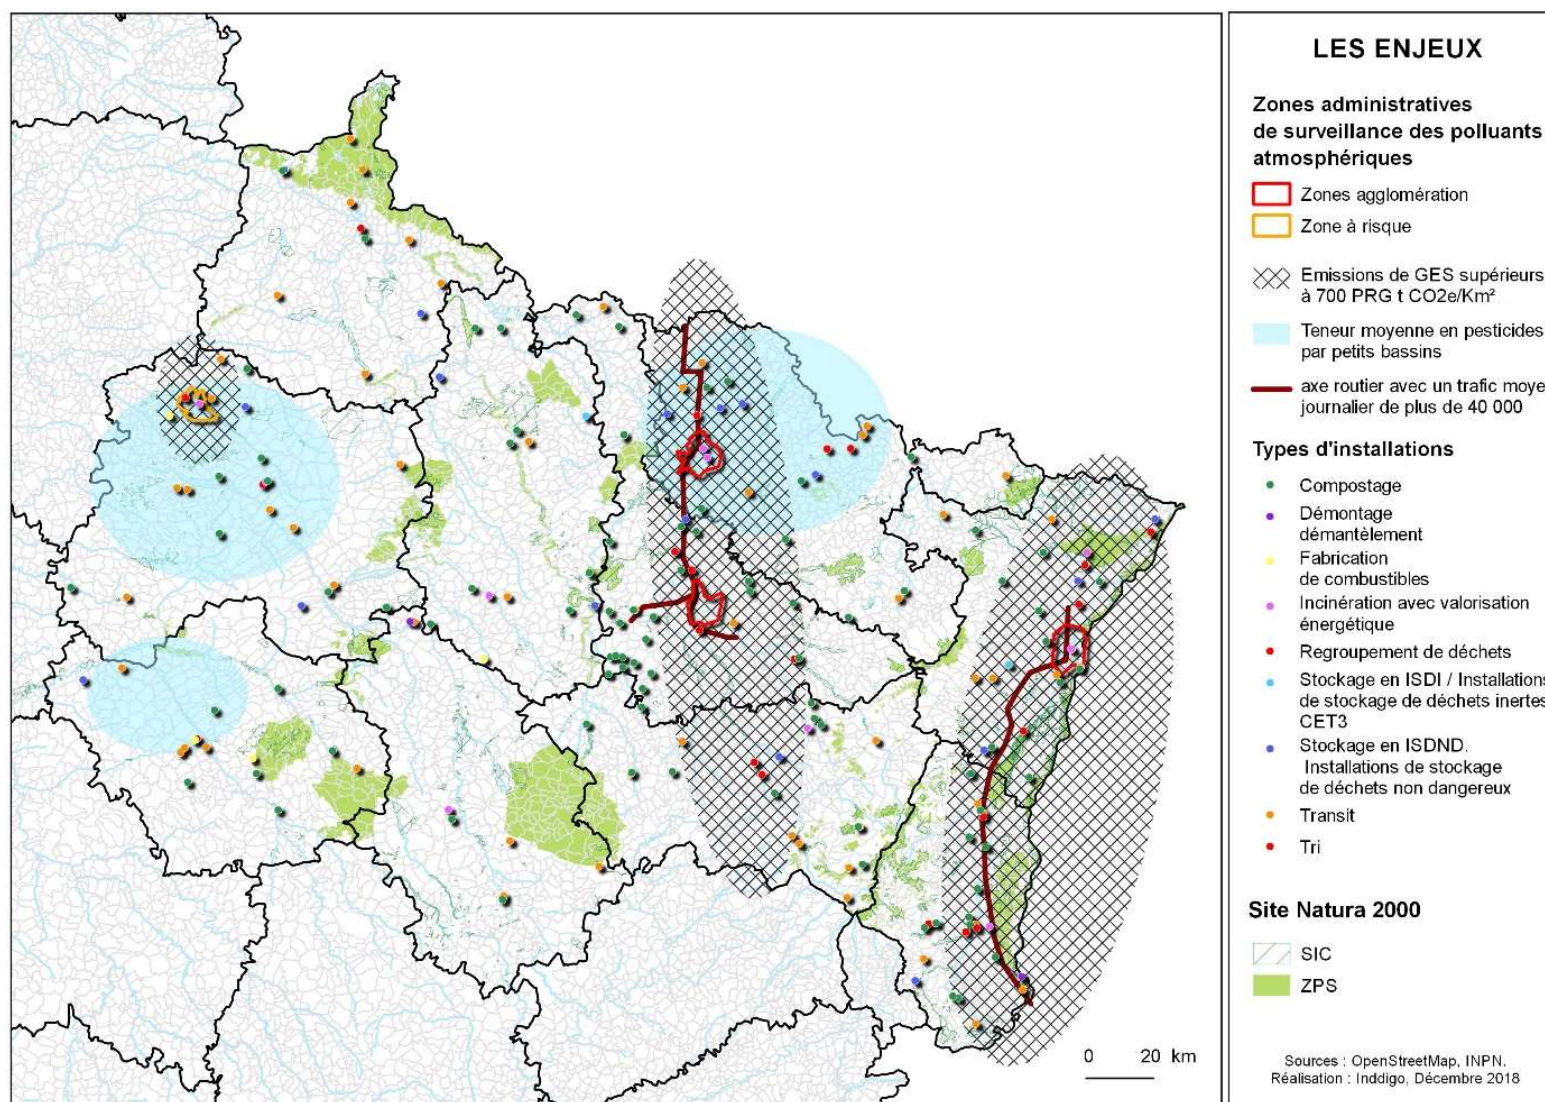 LES ENJEUX
Zones administratives
de surveillance des polluants
atmosphériques
Zones agglomération
Zone à risque
Emissions de GES supérieurs
à 700 PRG t CO2e/Km²
Teneur moyenne en pesticides
par petits bassins
axe routier avec un trafic moye
journalier de plus de 40 000
Types d'installations
Compostage
Démontage
démantèlement
Fabrication
de combustibles
Incinération avec valorisation
énergétique
Regroupement de déchets
Stockage en ISDI / Installations
de stockage de déchets inertes
CET3
Stockage en ISDND.
Installations de stockage
de déchets non dangereux
Transit
Tri
Site Natura 2000
SIC
ZPS
0 20 km
Sources : OpenStreetMap, INPN.
Réalisation : Inddigo, Décembre 2018